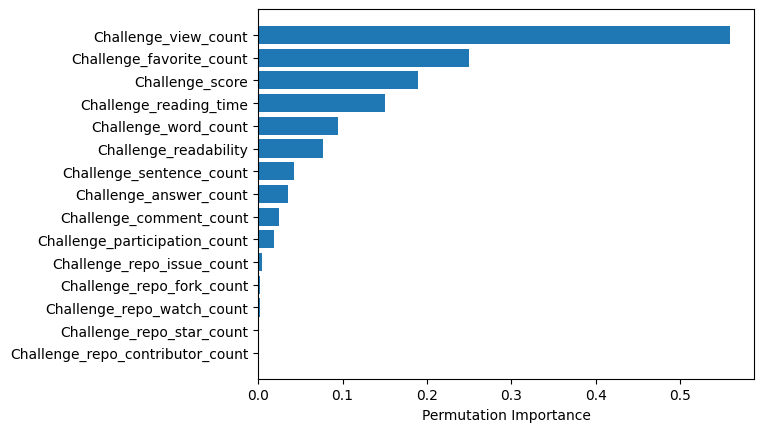 Challenge_view_count
Challenge_favorite_count
Challenge_score
Challenge_reading_time
Challenge_word_count
Challenge_readability
Challenge_sentence_count
Challenge_answer_count
Challenge_comment_count
Challenge_participation_count
Challenge_repo_issue_count
Challenge_repo_fork_count
Challenge_repo_watch_count
Challenge_repo_star_count
Challenge_repo_contributor_count
0.0 0.1 0.2 0.3 0.4 0.5
Permutation Importance